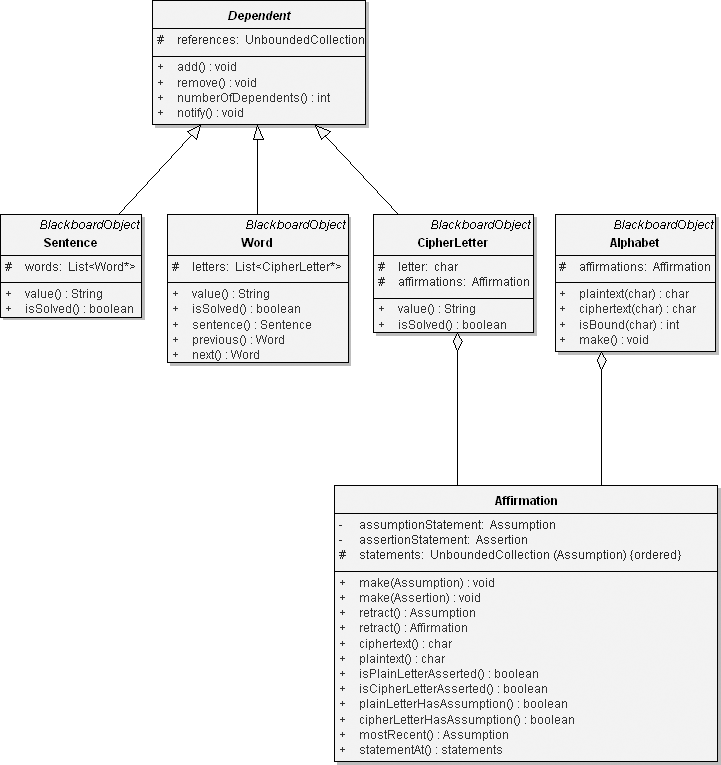 Dependent
# references: UnboundedCollection
+ add() : void
+ remove() : void
+ numberOfDependents() : int
+ notify() : void
BlackboardObject
Sentence
# words: List<Word*>
+ value() : String
+ isSolved() : boolean
BlackboardObject
Word
# letters: List<CipherLetter*>
+ value() : String
+ isSolved() : boolean
+ sentence() : Sentence
+ previous() : Word
+ next() : Word
BlackboardObject
CipherLetter
# letter: char
# affirmations: Affirmation
+ value() : String
+ isSolved() : boolean
BlackboardObject
Alphabet
# affirmations: Affirmation
+ plaintext(char) : char
+ ciphertext(char) : char
+ isBound(char) : int
+ make() : void
Affirmation
- assumptionStatement: Assumption
- assertionStatement: Assertion
# statements: UnboundedCollection (Assumption) {ordered}
+ make(Assumption) : void
+ make(Assertion) : void
+ retract() : Assumption
+ retract() : Affirmation
+ ciphertext() : char
+ plaintext() : char
+ isPlainLetterAsserted() : boolean
+ isCipherLetterAsserted() : boolean
+ plainLetterHasAssumption() : boolean
+ cipherLetterHasAssumption() : boolean
+ mostRecent() : Assumption
+ statementAt() : statements